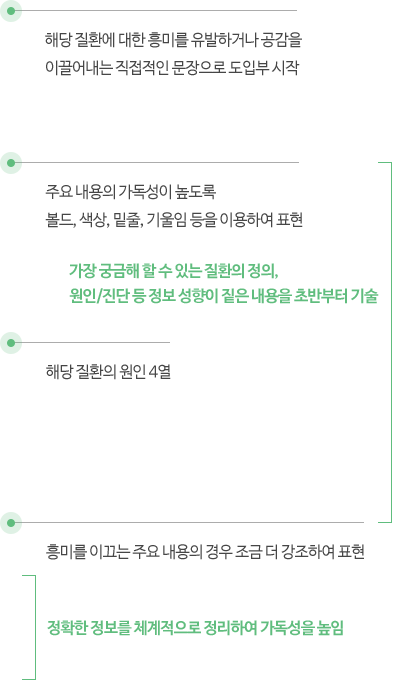 해당 질환에 대한 흥미를 유발하거나 공감을
이끌어내는 직접적인 문장으로 도입부 시작
주요 내용의 가독성이 높도록
볼드, 색상, 밑줄, 기울임 등을 이용하여 표현
가장 궁금해 할 수 있는 질환의 정의,
원인/진단 등 정보 성향이 짙은 내용을 초반부터 기술
해당 질환의 원인 4열
흥미를 이끄는 주요 내용의 경우 조금 더 강조하여 표현
정확한 정보를 체계적으로 정리하여 가독성을 높임